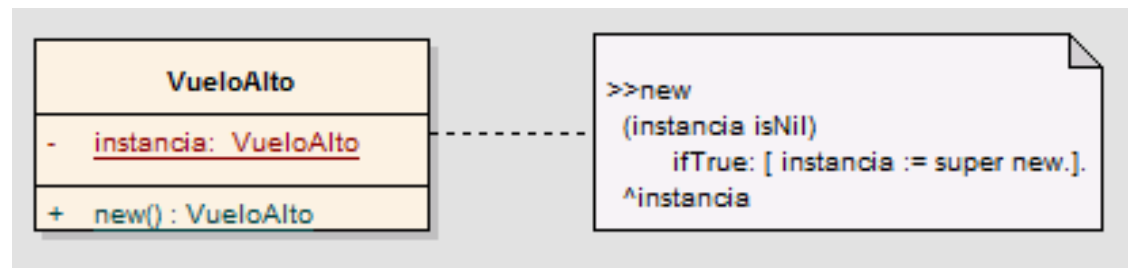 VueloAlto
- instancia: VueloAlto
+ new() : VueloAlto
>>new
(instancia isNil)
ifTrue: [ instancia := super new.].
^instancia